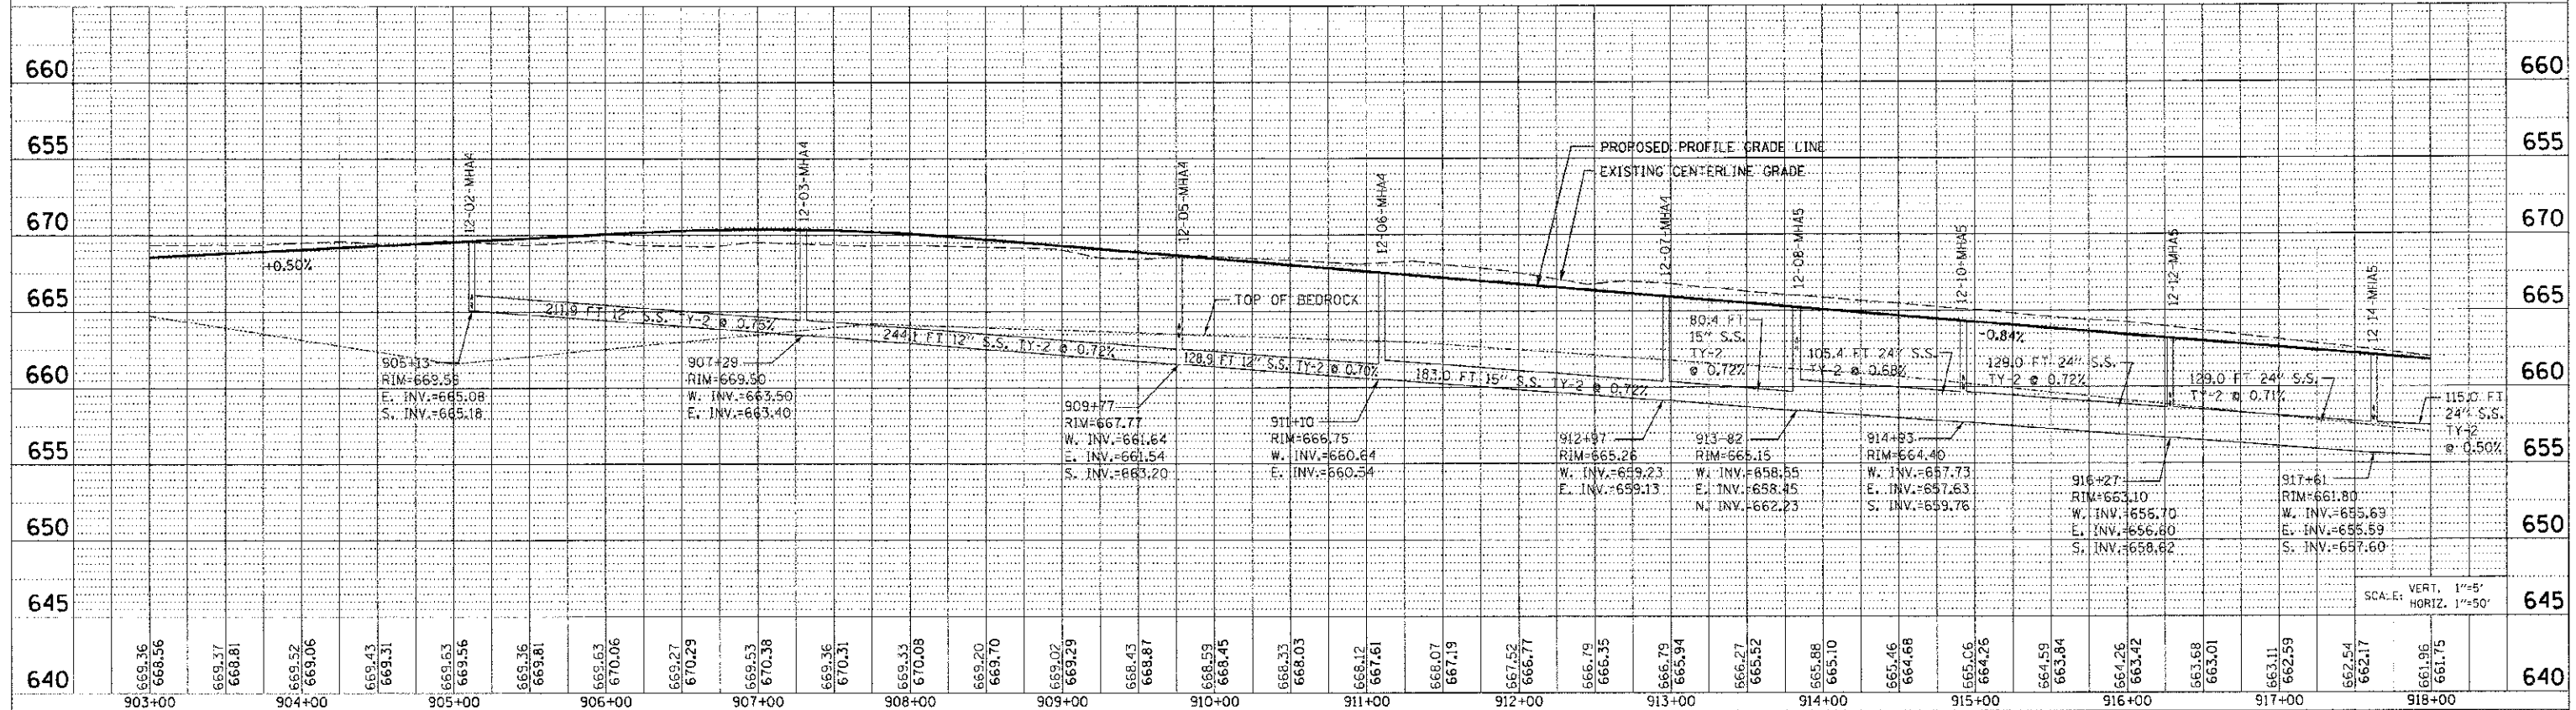 660
660
655
655
670
670
665
665
660
660
655
655
650
650
645
645
640
640
12-02-MHA4
12-03-MHA4
12-05-MHA4
12-06-MHA4
12-07-MHA4
12-08-MHA5
12-10-MHA5
12-12-MHA5
12-14-MHA5
PROPOSED PROFILE GRADE LINE
EXISTING CENTERLINE GRADE
TOP OF BEDROCK
+0.50%
-0.84%
211.9 FT 12" S.S. TY-2 @ 0.75%
244.1 FT 12" S.S. TY-2 @ 0.72%
128.9 FT 12" S.S. TY-2 @ 0.70%
183.0 FT 15" S.S. TY-2 @ 0.72%
80.4 FT
15" S.S.
TY-2
@ 0.72%
105.4 FT 24" S.S.
TY-2 @ 0.68%
129.0 FT 24" S.S.
TY-2 @ 0.72%
129.0 FT 24" S.S.
TY-2 @ 0.71%
115.0 FT
24" S.S.
TY-2
@ 0.50%
905+13
RIM=669.59
E. INV.=665.08
S. INV.=665.18
907+29
RIM=669.50
W. INV.=663.50
E. INV.=663.40
909+77
RIM=667.77
W. INV.=661.64
E. INV.=661.54
S. INV.=663.20
911+10
RIM=666.75
W. INV.=660.64
E. INV.=660.54
912+97
RIM=665.26
W. INV.=659.23
E. INV.=659.13
913+82
RIM=665.15
W. INV.=658.55
E. INV.=658.45
N. INV.=662.23
914+93
RIM=664.40
W. INV.=657.73
E. INV.=657.63
S. INV.=659.76
916+27
RIM=663.10
W. INV.=656.70
E. INV.=656.60
S. INV.=658.62
917+61
RIM=661.80
W. INV.=655.69
E. INV.=655.59
S. INV.=657.60
SCALE: VERT. 1"=5'
HORIZ. 1"=50'
669.36
668.56
669.37
668.81
669.52
669.06
669.43
669.31
669.63
669.56
669.36
669.81
669.63
670.06
669.27
670.29
669.53
670.38
669.36
670.31
669.33
670.08
669.20
669.70
669.02
669.29
668.43
668.87
668.59
668.45
668.33
668.03
668.12
667.61
668.07
667.19
667.52
666.77
666.79
666.35
666.79
665.94
666.27
665.52
665.88
665.10
665.46
664.68
665.06
664.26
664.59
663.84
664.26
663.42
663.68
663.01
663.11
662.59
662.54
662.17
661.96
661.75
903+00
904+00
905+00
906+00
907+00
908+00
909+00
910+00
911+00
912+00
913+00
914+00
915+00
916+00
917+00
918+00